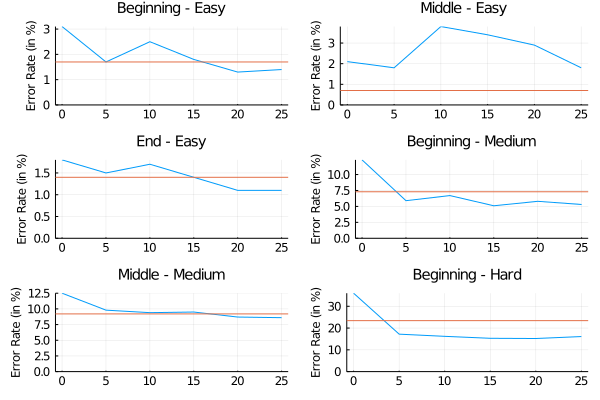 Beginning - Easy
Error Rate (in %)
3
2
1
0
0 5 10 15 20 25
Middle - Easy
Error Rate (in %)
3
2
1
0
0 5 10 15 20 25
End - Easy
Error Rate (in %)
1.5
1.0
0.5
0.0
0 5 10 15 20 25
Beginning - Medium
Error Rate (in %)
10.0
7.5
5.0
2.5
0.0
0 5 10 15 20 25
Middle - Medium
Error Rate (in %)
12.5
10.0
7.5
5.0
2.5
0.0
0 5 10 15 20 25
Beginning - Hard
Error Rate (in %)
30
20
10
0
0 5 10 15 20 25